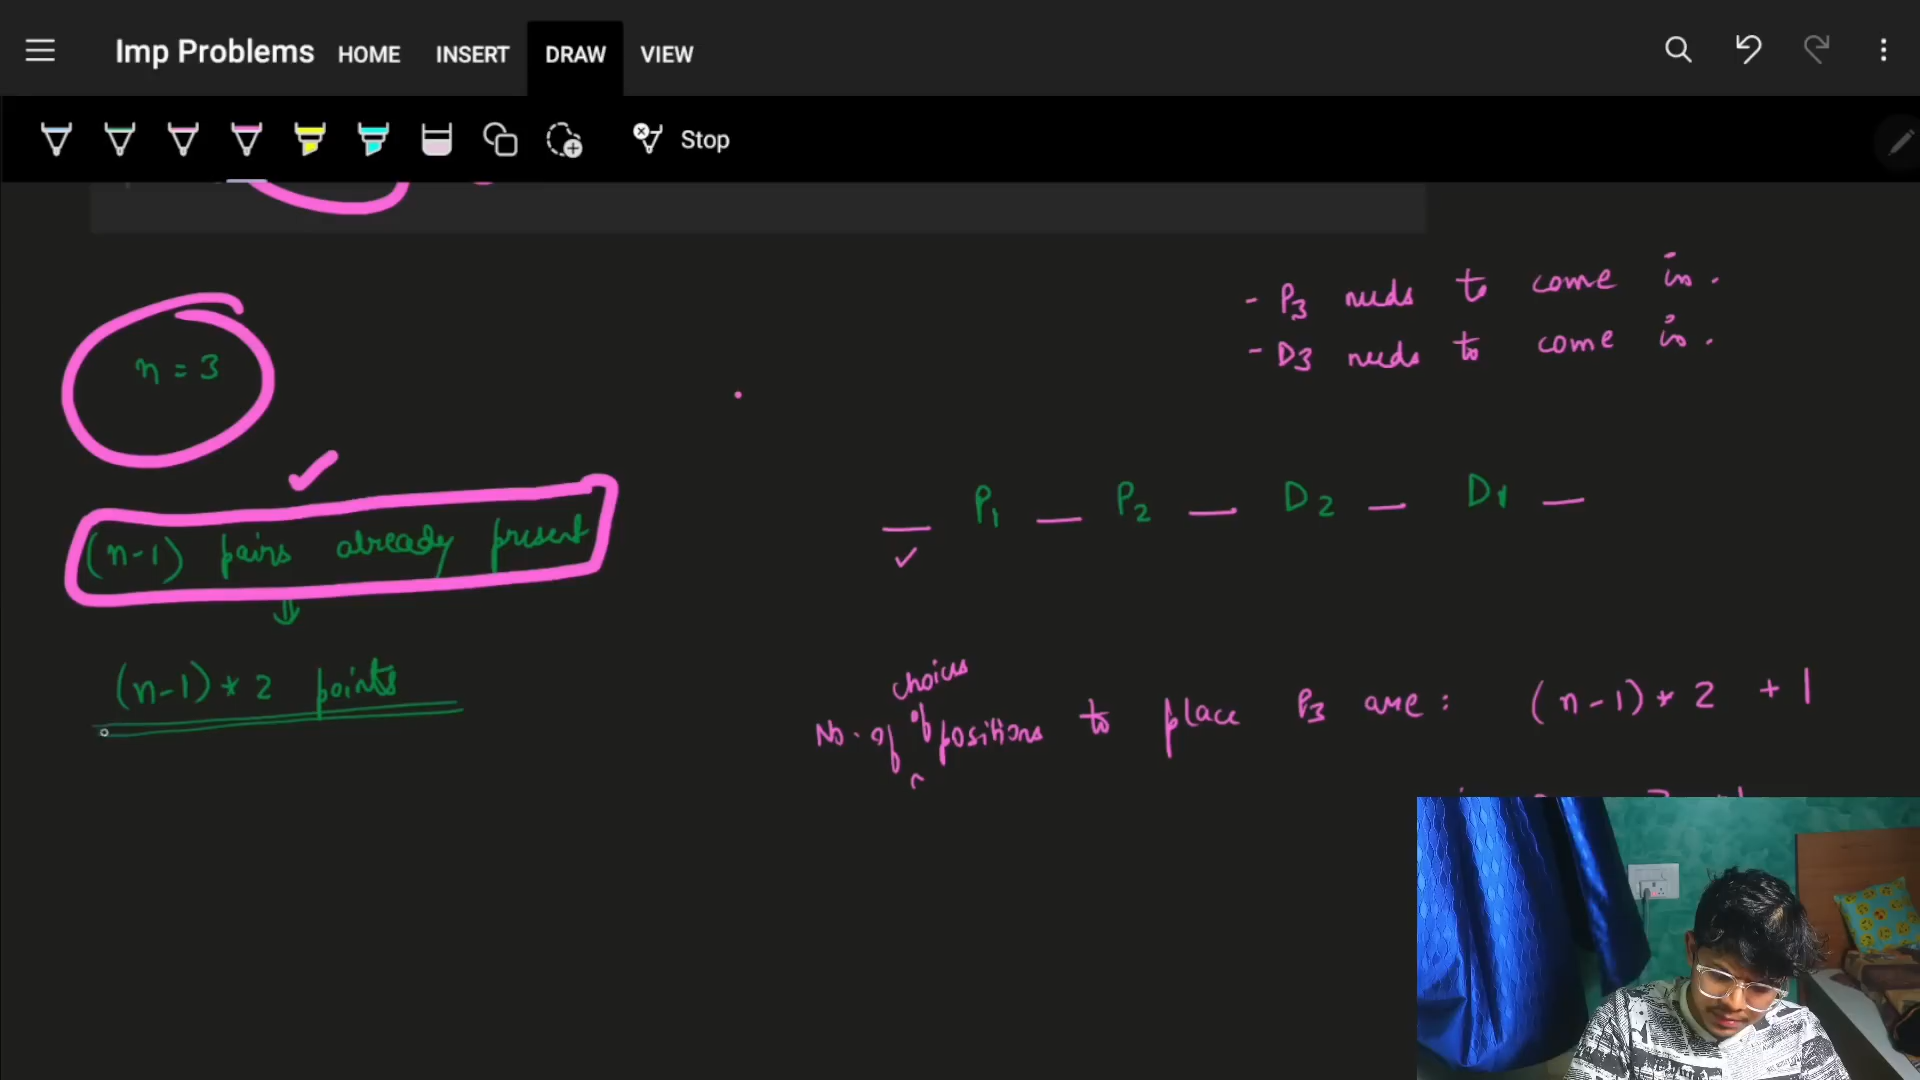 Imp Problems HOME INSERT DRAW VIEW
Stop
- P3 needs to come in.
- D3 needs to come in.
n = 3
P1 P2 D2 D1
(n-1) pairs already present
(n-1) * 2 points
choices
of
No. of positions to place P3 are : (n-1) * 2 + 1